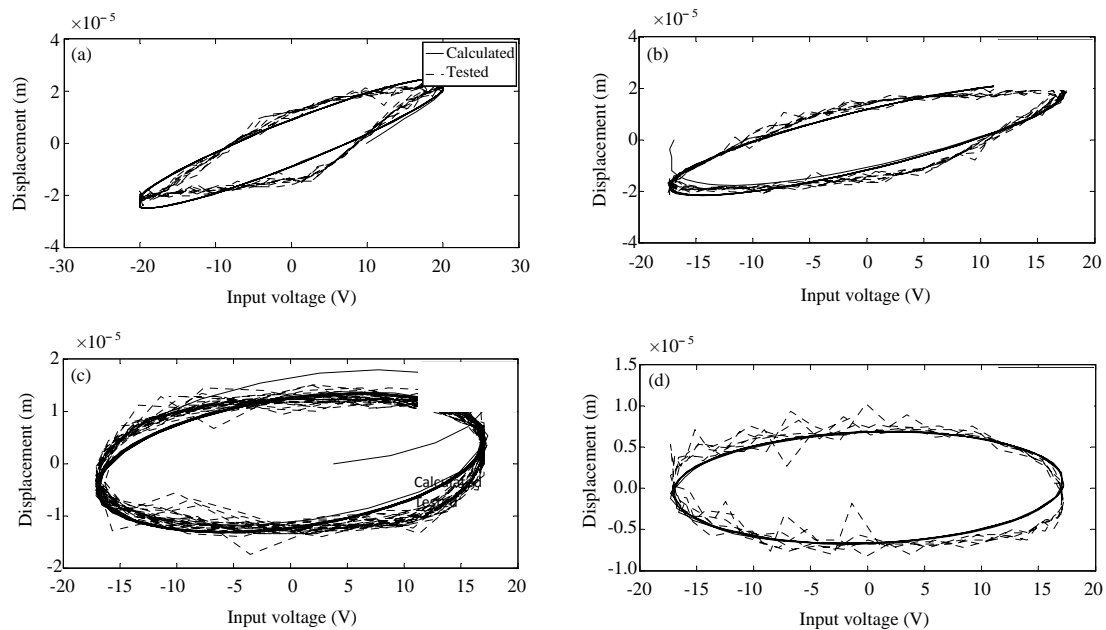 ×10⁻⁵
4
2
0
-2
-4
Displacement (m)
(a)
Calculated
Tested
-30 -20 -10 0 10 20 30
Input voltage (V)
×10⁻⁵
4
2
0
-2
-4
Displacement (m)
(b)
-20 -15 -10 -5 0 5 10 15 20
Input voltage (V)
×10⁻⁵
2
1
0
-1
-2
Displacement (m)
(c)
Calculated
Tested
-20 -15 -10 -5 0 5 10 15 20
Input voltage (V)
×10⁻⁵
1.5
1.0
0.5
0.0
-0.5
-1.0
Displacement (m)
(d)
-20 -15 -10 -5 0 5 10 15 20
Input voltage (V)